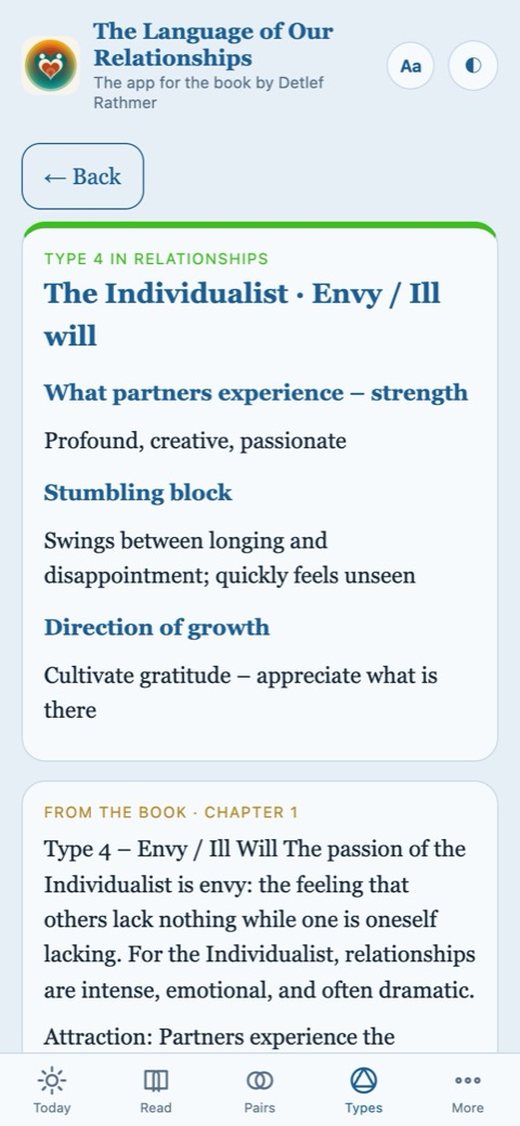 The Language of Our
Relationships
The app for the book by Detlef
Rathmer
Aa
← Back
TYPE 4 IN RELATIONSHIPS
The Individualist · Envy / Ill
will
What partners experience – strength
Profound, creative, passionate
Stumbling block
Swings between longing and
disappointment; quickly feels unseen
Direction of growth
Cultivate gratitude – appreciate what is
there
FROM THE BOOK · CHAPTER 1
Type 4 – Envy / Ill Will The passion of the
Individualist is envy: the feeling that
others lack nothing while one is oneself
lacking. For the Individualist, relationships
are intense, emotional, and often dramatic.
Attraction: Partners experience the
Today
Read
Pairs
Types
More